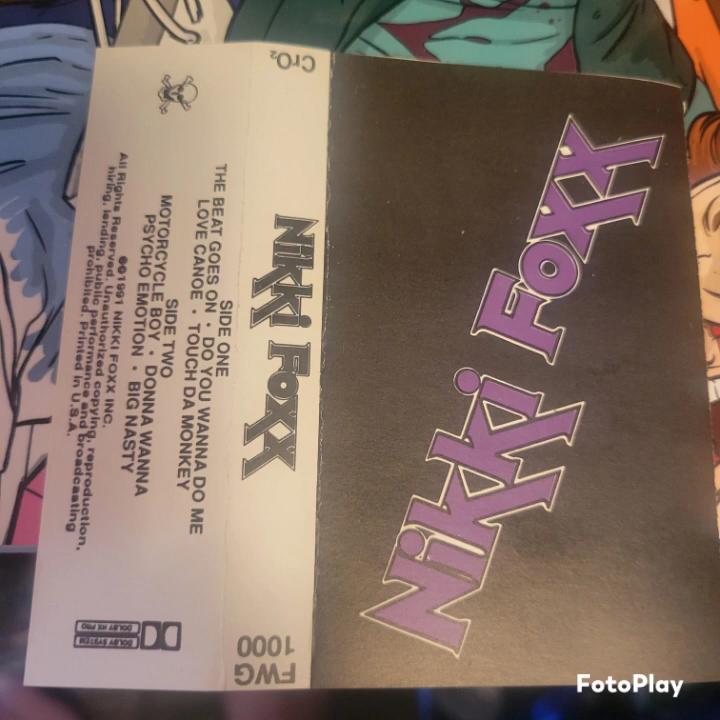 Nikki Foxx
CrO₂
Nikki Foxx
FWG
1000
SIDE ONE
THE BEAT GOES ON • DO YOU WANNA DO ME
LOVE CANOE • TOUCH DA MONKEY
SIDE TWO
MOTORCYCLE BOY • DONNA WANNA
PSYCHO EMOTION • BIG NASTY
℗©1991 NIKKI FOXX INC.
All Rights Reserved. Unauthorized copying, reproduction,
hiring, lending, public performance and broadcasting
prohibited. Printed in U.S.A.
DOLBY SYSTEM
DOLBY HX PRO
FotoPlay